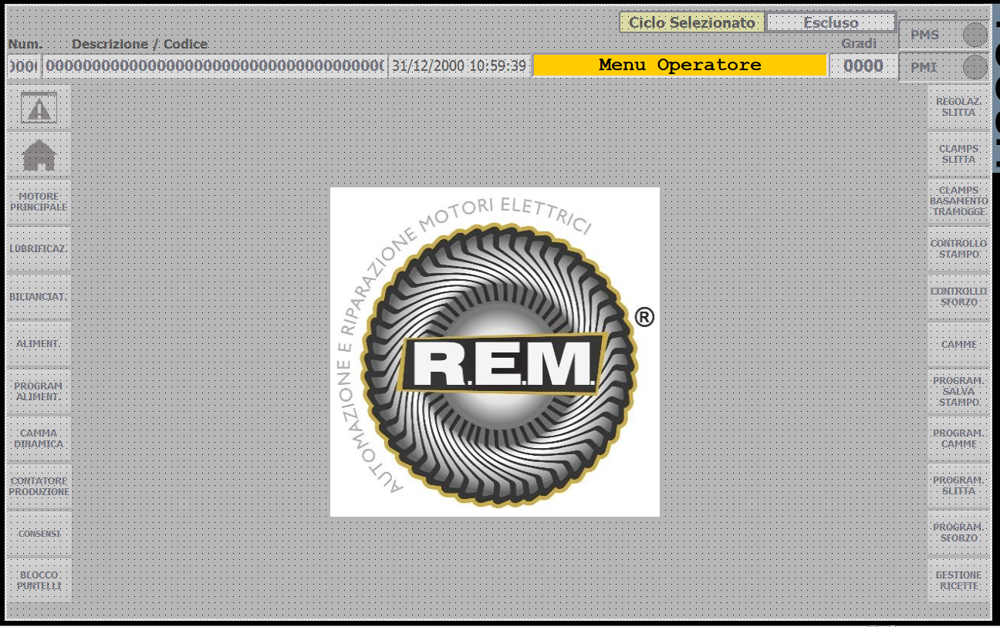 Ciclo Selezionato Escluso
Num. Descrizione / Codice Gradi PMS
31/12/2000 10:59:39 Menu Operatore 0000 PMI
MOTORE
PRINCIPALE
LUBRIFICAZ.
BILIANCIAT.
ALIMENT.
PROGRAM
ALIMENT.
CAMMA
DINAMICA
CONTATORE
PRODUZIONE
CONSENSI
BLOCCO
PUNTELLI
AUTOMAZIONE E RIPARAZIONE MOTORI ELETTRICI
R.E.M.
®
REGOLAZ.
SLITTA
CLAMPS
SLITTA
CLAMPS
BASAMENTO
TRAMOGGE
CONTROLLO
STAMPO
CONTROLLO
SFORZO
CAMME
PROGRAM.
SALVA
STAMPO
PROGRAM.
CAMME
PROGRAM.
SLITTA
PROGRAM.
SFORZO
GESTIONE
RICETTE